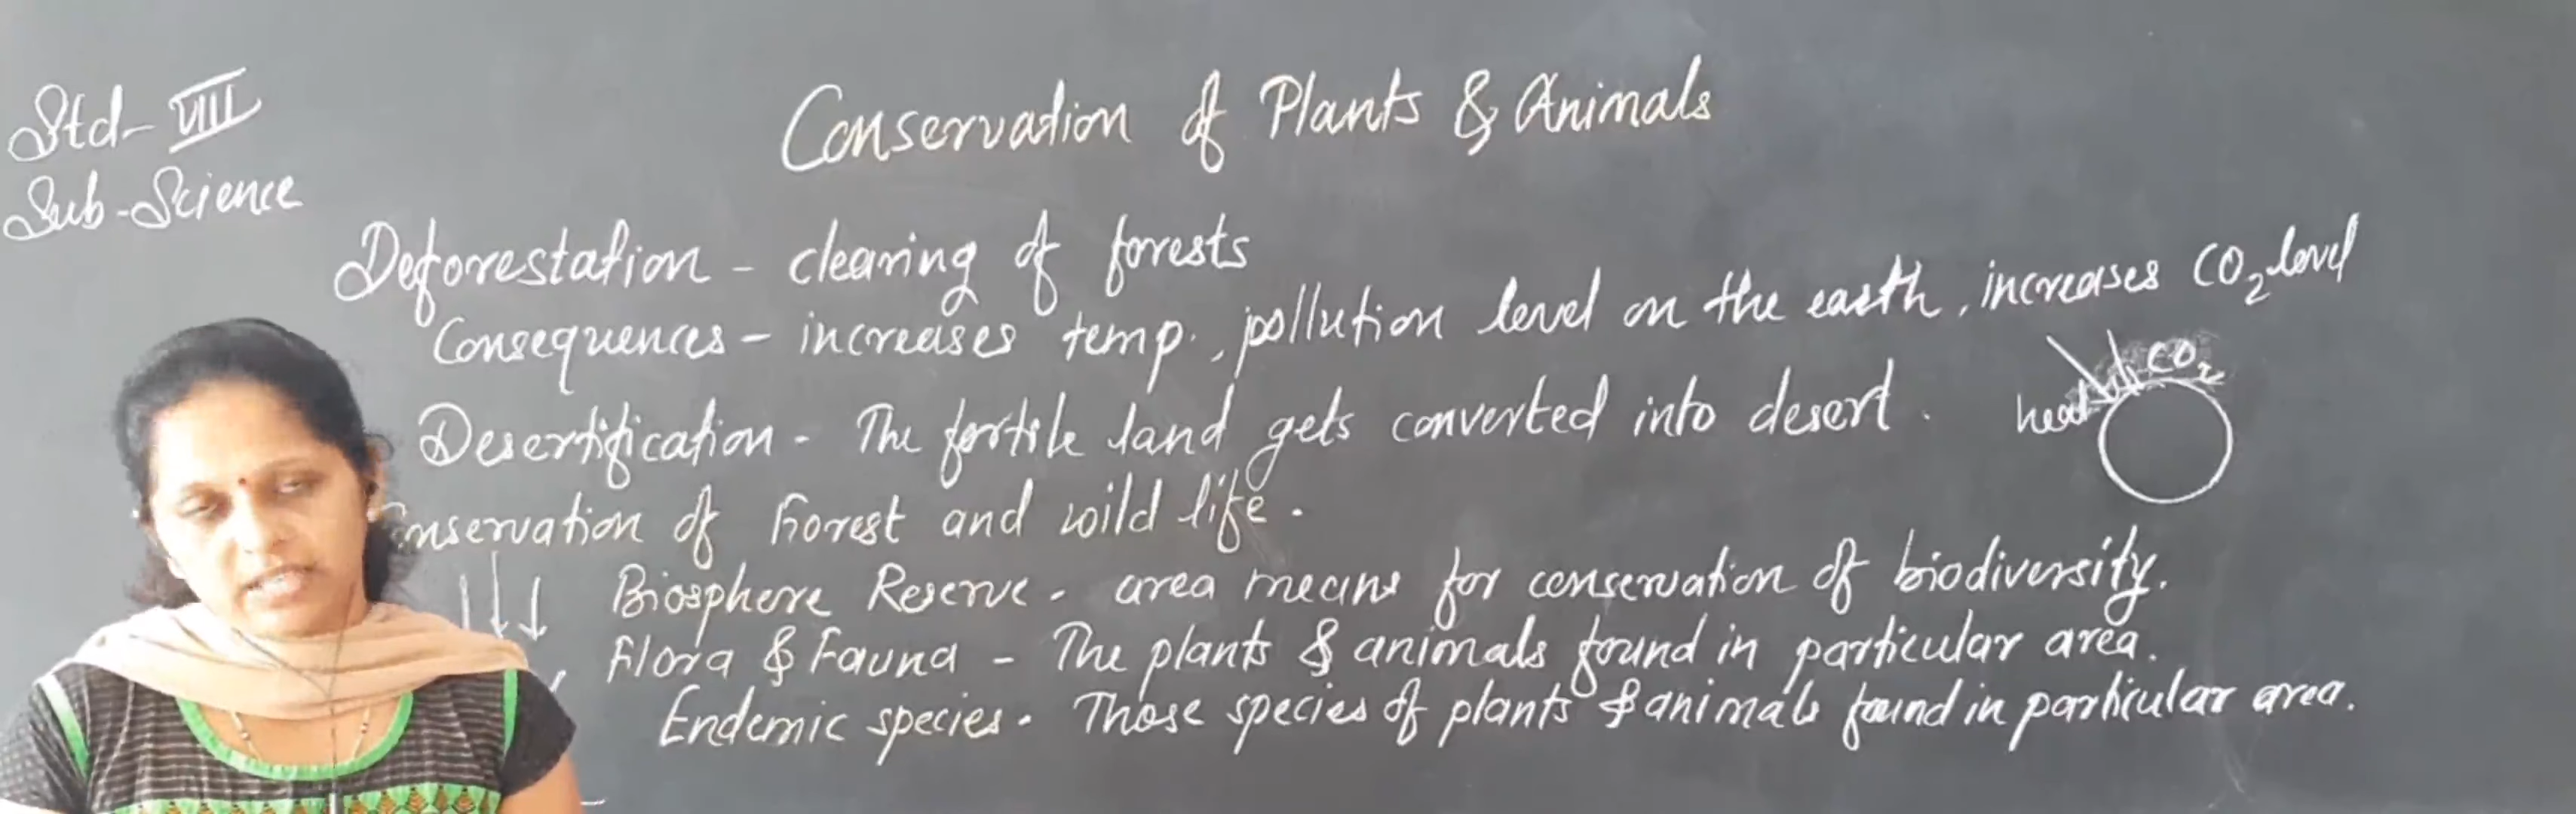 Std - VIII
Sub - Science
Conservation of Plants & Animals
Deforestation - clearing of forests
Consequences - increases temp., pollution level on the earth, increases CO2 level
CO2
heat
Desertification - The fertile land gets converted into desert.
Conservation of Forest and wild life.
Biosphere Reserve - area means for conservation of biodiversity.
Flora & Fauna - The plants & animals found in particular area.
Endemic species - Those species of plants & animals found in particular area.